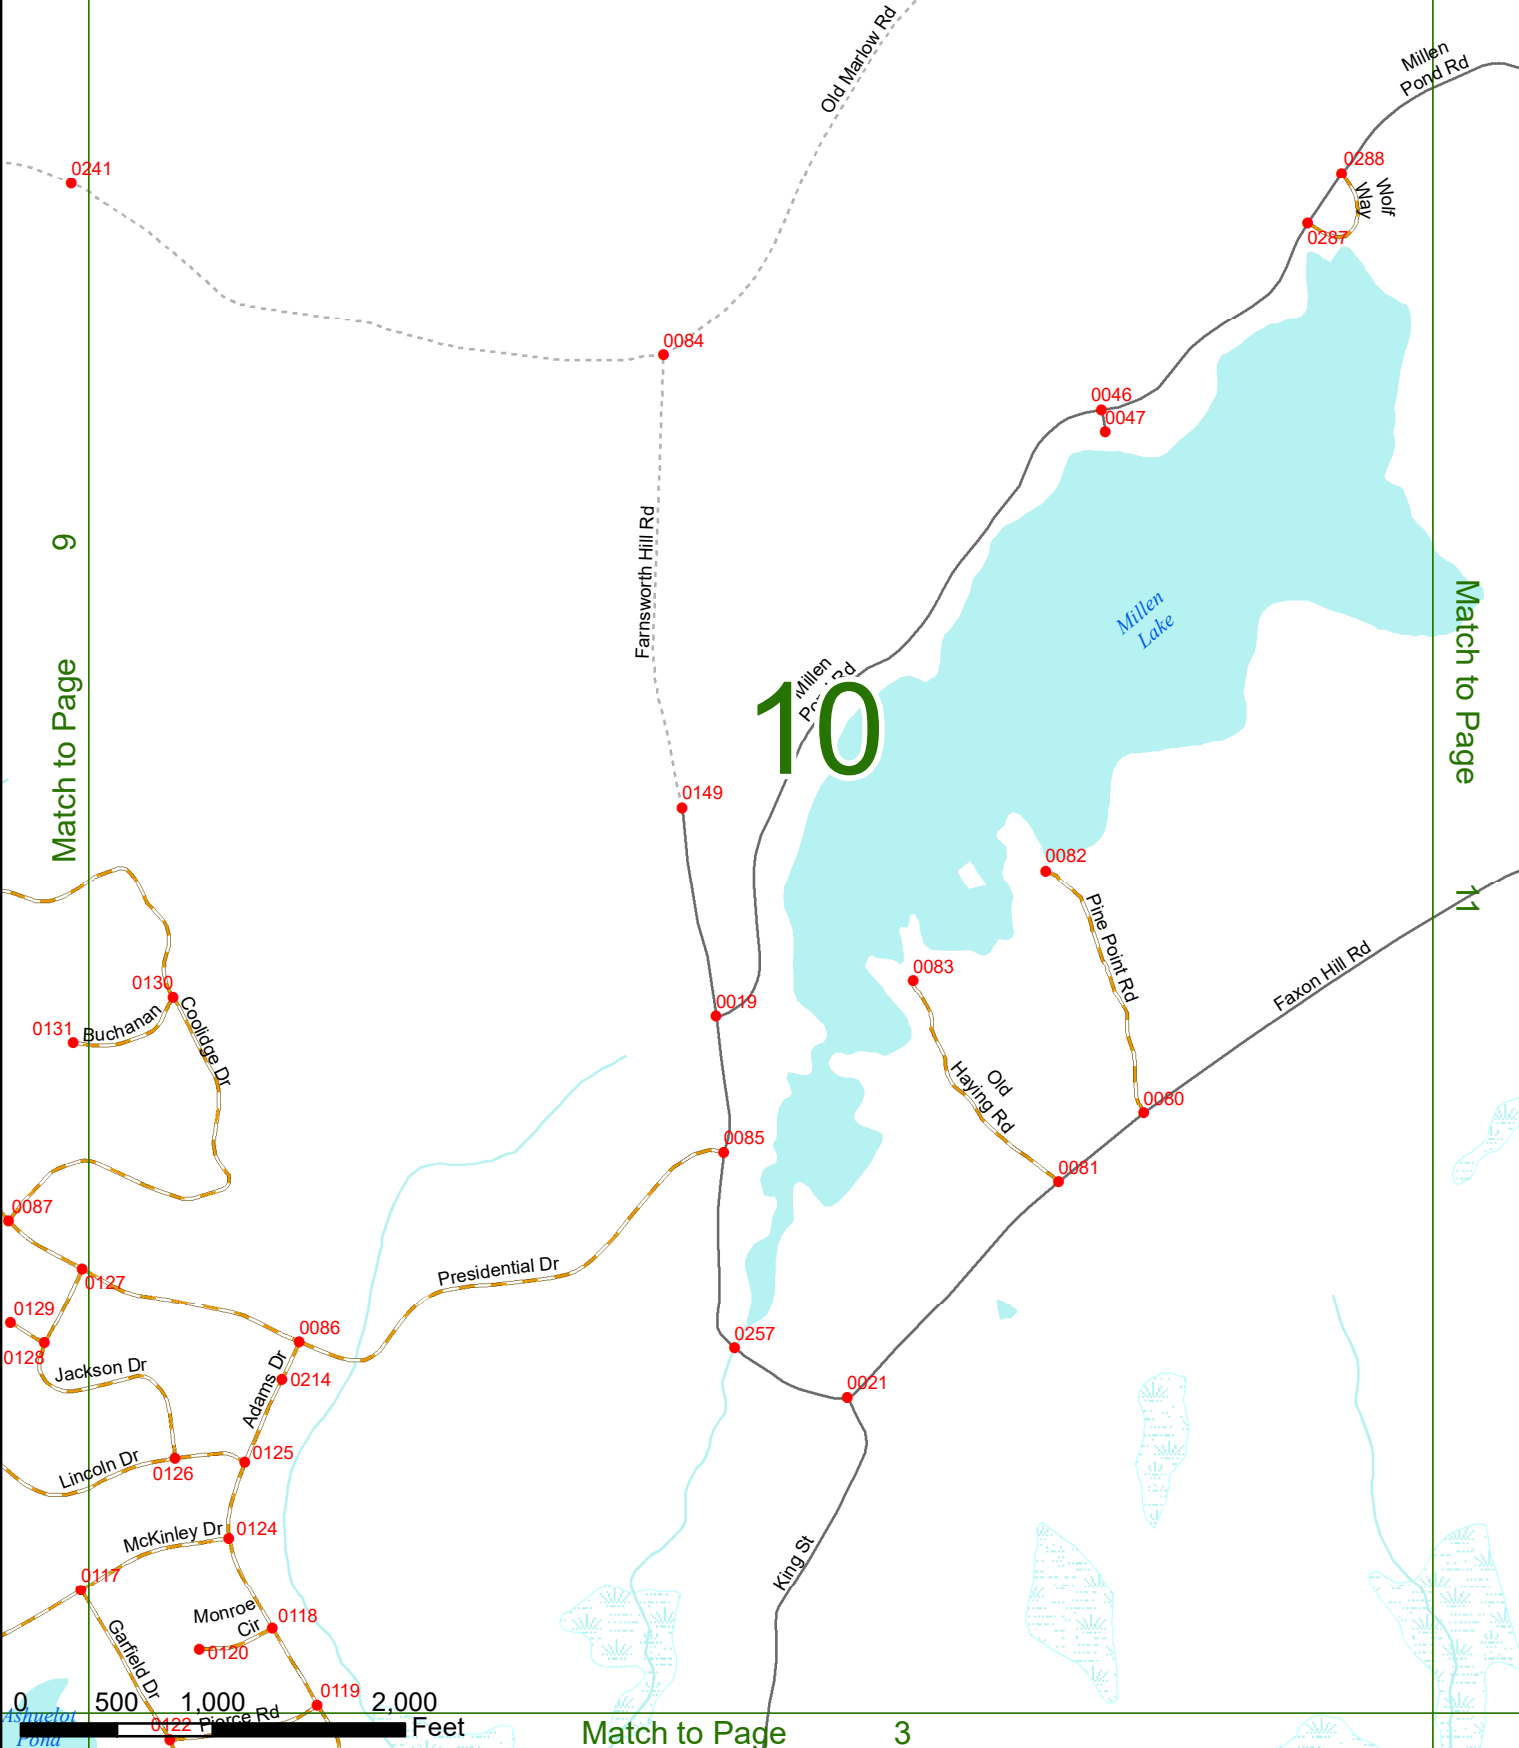 Old Marlow Rd
Millen
Pond Rd
0241
0288
Wolf
Way
0287
0084
0046
0047
9
Match to Page
Farnsworth Hill Rd
Millen
Lake
Match to Page
11
Millen
10
0149
0082
Pine Point Rd
0083
Faxon Hill Rd
0130
0131
Buchanan
Coolidge Dr
0019
Old
Haying Rd
0080
0085
0081
0087
Presidential Dr
0127
0129
0128
0086
0257
Jackson Dr
Adams Dr
0214
0021
Lincoln Dr
0126
0125
McKinley Dr
0124
King St
0117
Monroe
Cir
0118
0120
Garfield Dr
0119
0 500 1,000 2,000
Feet
Ashuelot
Pond
0122
Pierce Rd
Match to Page 3